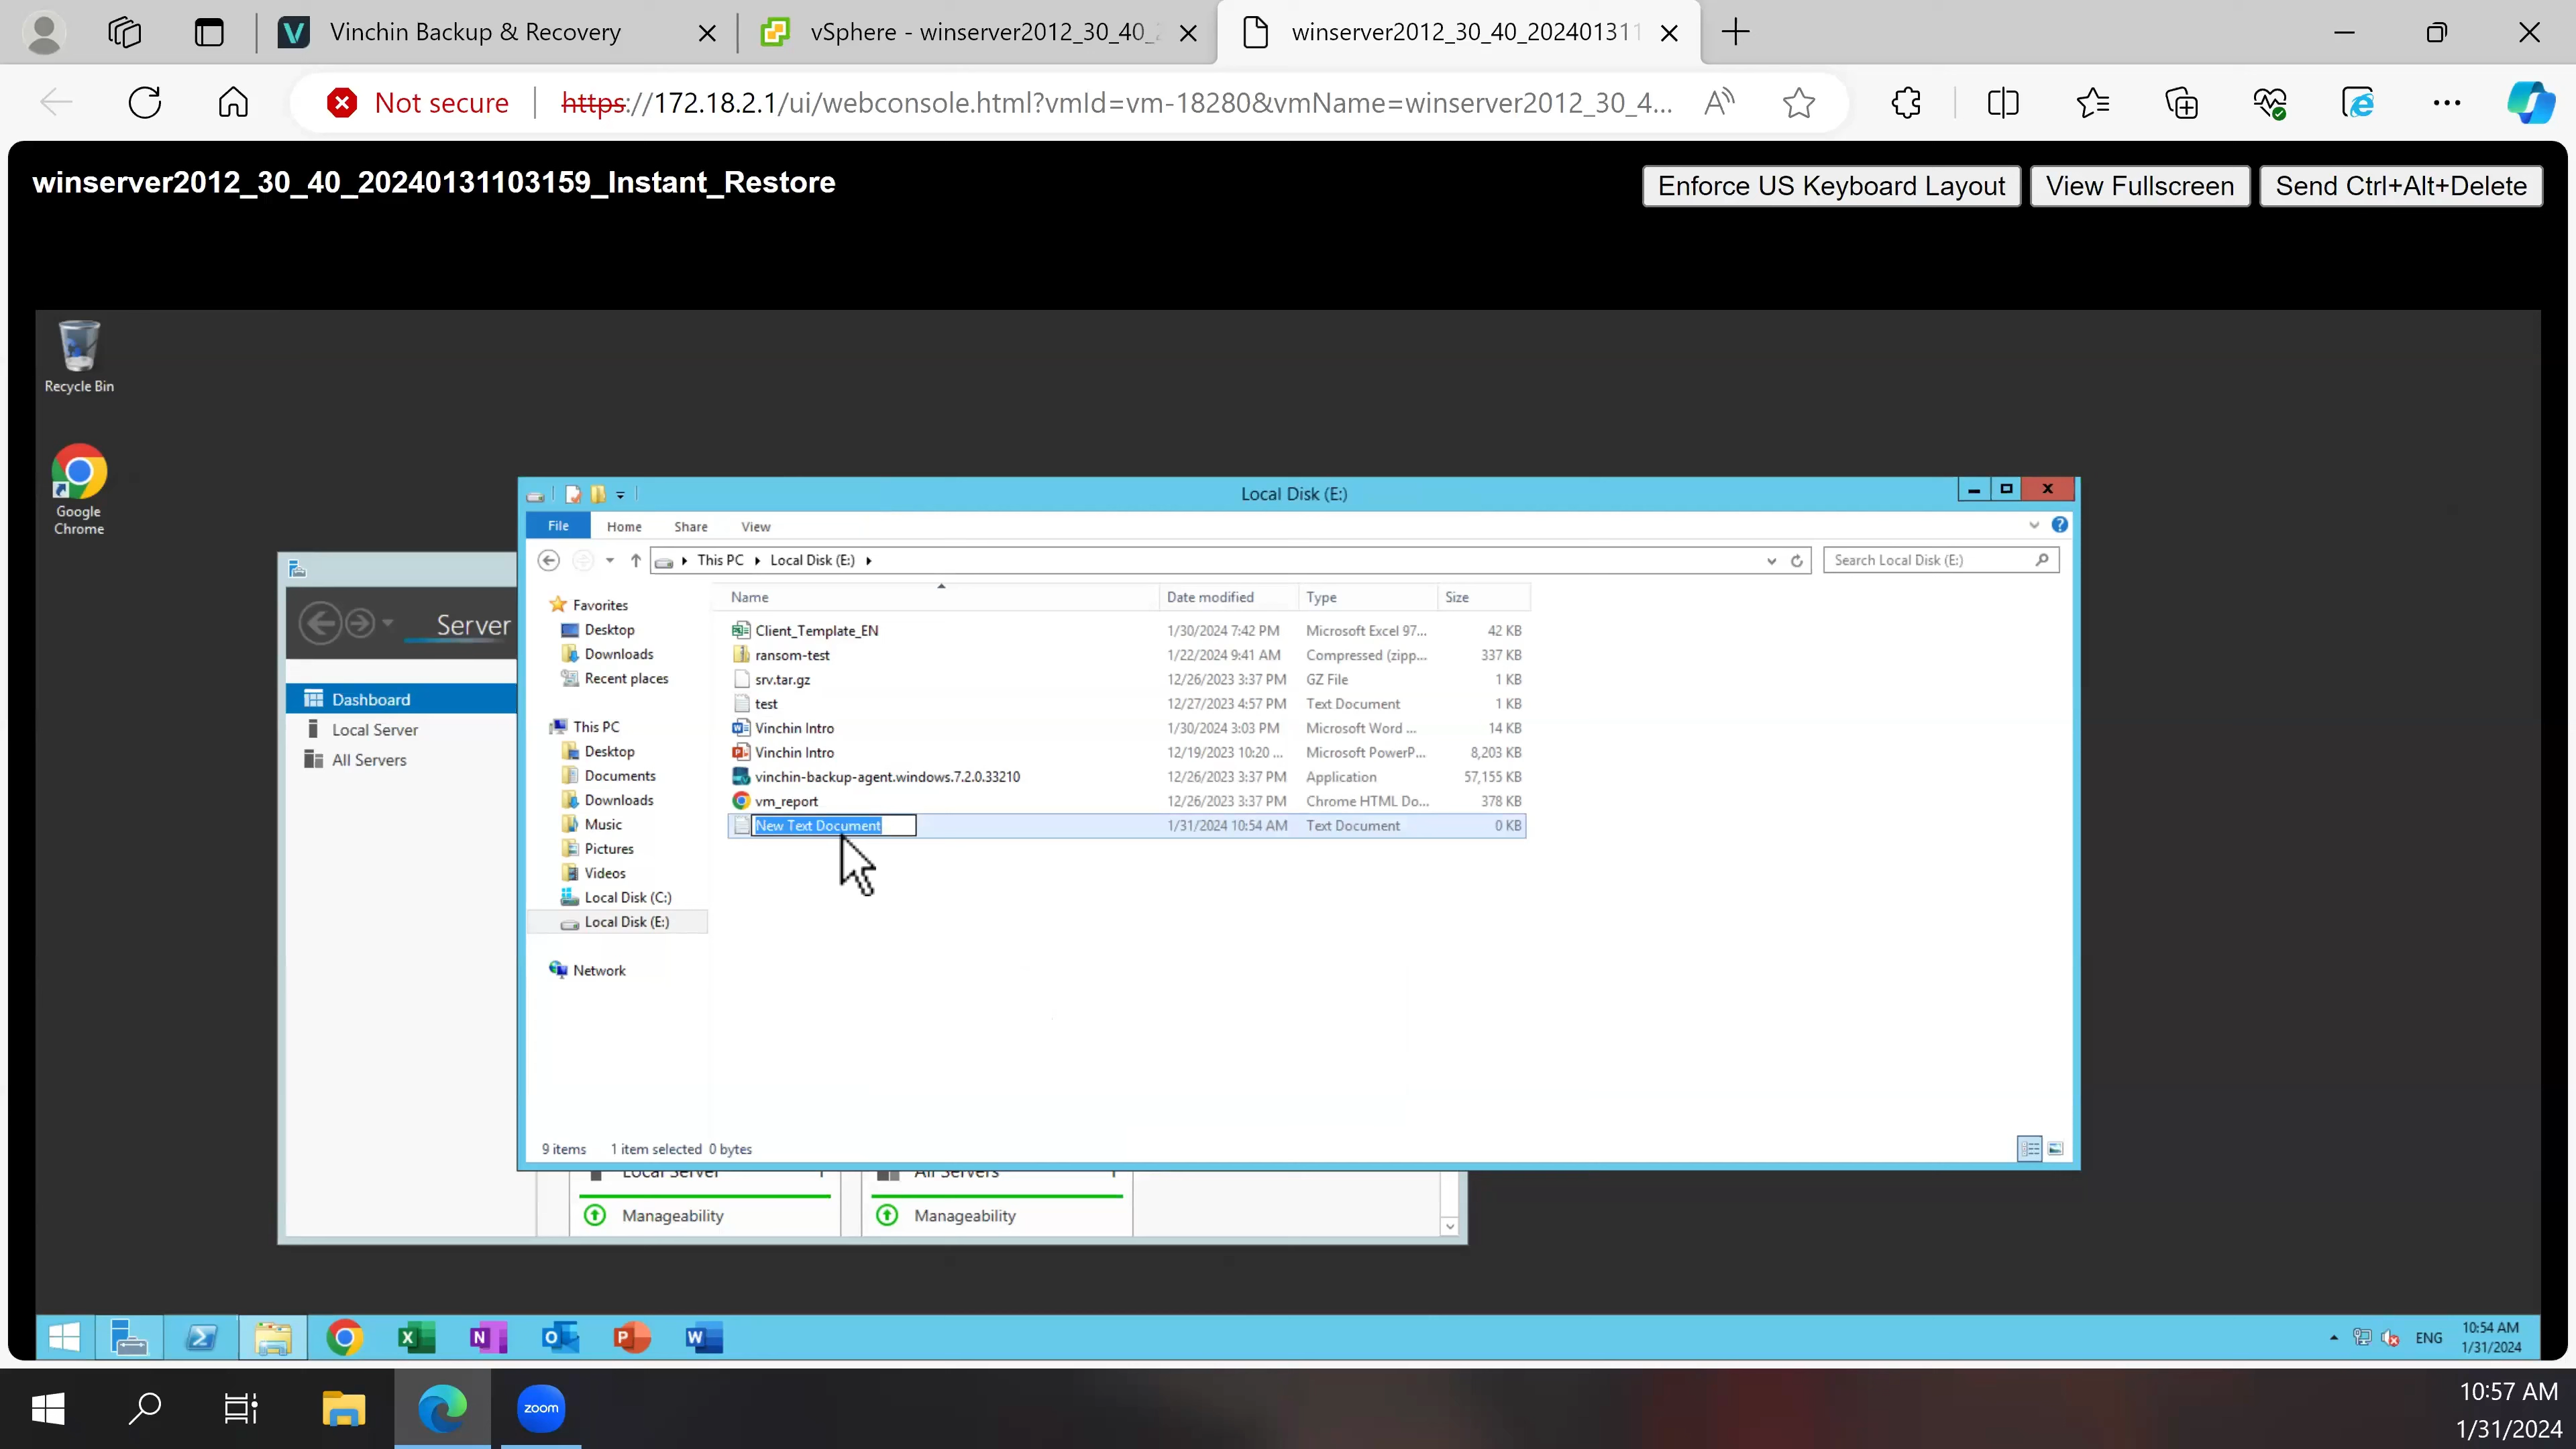 Vinchin Backup & Recovery
vSphere - winserver2012_30_40_2
winserver2012_30_40_202401311
Not secure
https://172.18.2.1/ui/webconsole.html?vmId=vm-18280&vmName=winserver2012_30_4...
winserver2012_30_40_20240131103159_Instant_Restore
Enforce US Keyboard Layout
View Fullscreen
Send Ctrl+Alt+Delete
Recycle Bin
Google
Chrome
Local Disk (E:)
File
Home
Share
View
This PC
Local Disk (E:)
Search Local Disk (E:)
Server
Dashboard
Local Server
All Servers
Favorites
Desktop
Downloads
Recent places
This PC
Desktop
Documents
Downloads
Music
Pictures
Videos
Local Disk (C:)
Local Disk (E:)
Network
Name Date modified Type Size
Client_Template_EN 1/30/2024 7:42 PM Microsoft Excel 97... 42 KB
ransom-test 1/22/2024 9:41 AM Compressed (zipp... 337 KB
srv.tar.gz 12/26/2023 3:37 PM GZ File 1 KB
test 12/27/2023 4:57 PM Text Document 1 KB
Vinchin Intro 1/30/2024 3:03 PM Microsoft Word ... 14 KB
Vinchin Intro 12/19/2023 10:20 ... Microsoft PowerP... 8,203 KB
vinchin-backup-agent.windows.7.2.0.33210 12/26/2023 3:37 PM Application 57,155 KB
vm_report 12/26/2023 3:37 PM Chrome HTML Do... 378 KB
New Text Document 1/31/2024 10:54 AM Text Document 0 KB
9 items 1 item selected 0 bytes
Local Server 1
All Servers 1
Manageability
Manageability
ENG
10:54 AM
1/31/2024
zoom
10:57 AM
1/31/2024